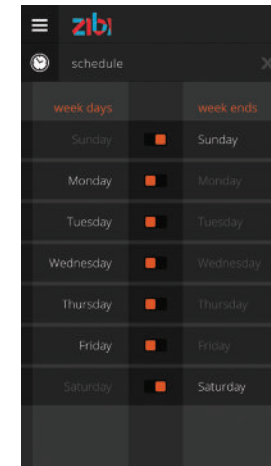 zibi
schedule
week days week ends
Sunday Sunday
Monday Monday
Tuesday Tuesday
Wednesday Wednesday
Thursday Thursday
Friday Friday
Saturday Saturday